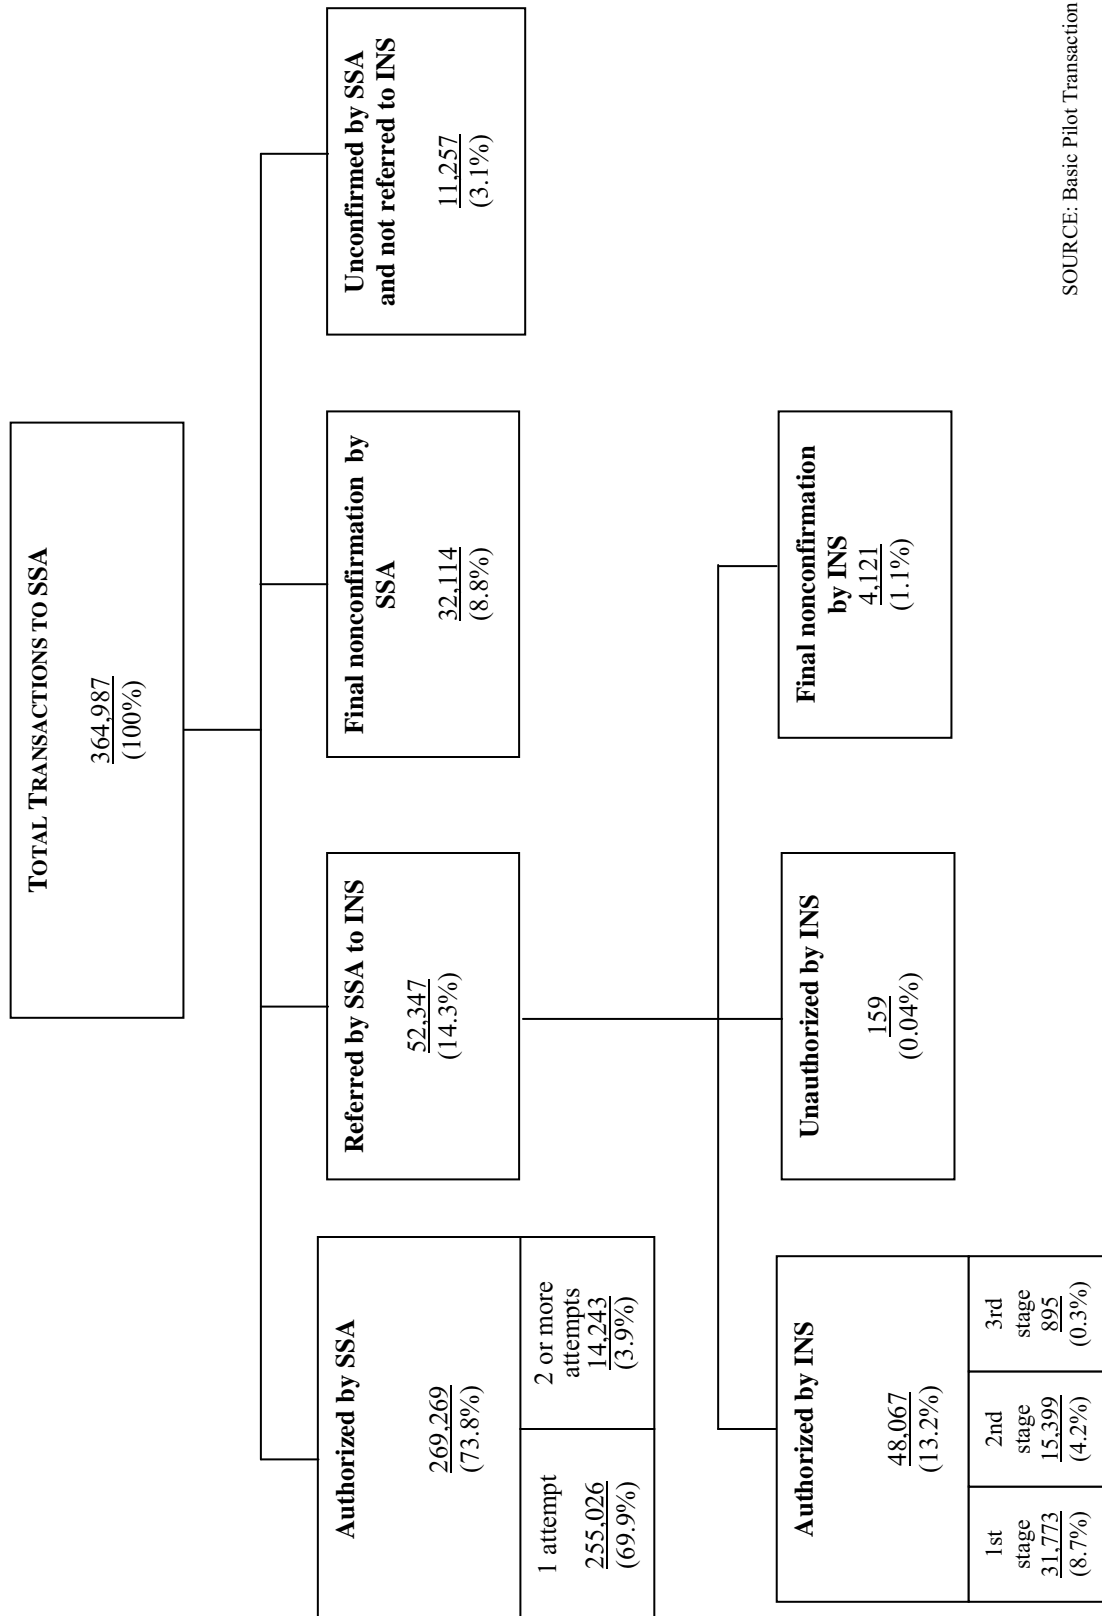 TOTAL TRANSACTIONS TO SSA
364,987
(100%)
Authorized by SSA
269,269
(73.8%)
1 attempt
255,026
(69.9%)
2 or more
attempts
14,243
(3.9%)
Referred by SSA to INS
52,347
(14.3%)
Final nonconfirmation by
SSA
32,114
(8.8%)
Unconfirmed by SSA
and not referred to INS
11,257
(3.1%)
Authorized by INS
48,067
(13.2%)
1st
stage
31,773
(8.7%)
2nd
stage
15,399
(4.2%)
3rd
stage
895
(0.3%)
Unauthorized by INS
159
(0.04%)
Final nonconfirmation
by INS
4,121
(1.1%)
SOURCE: Basic Pilot Transaction